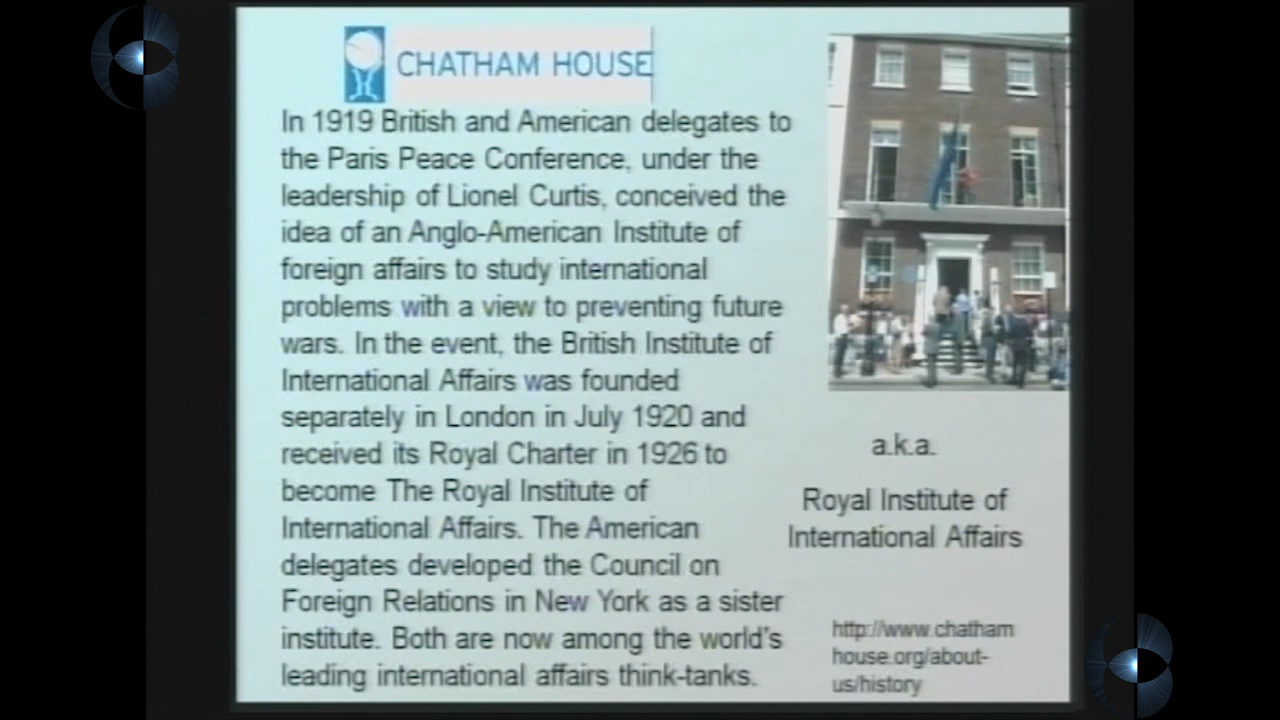 CHATHAM HOUSE
In 1919 British and American delegates to
the Paris Peace Conference, under the
leadership of Lionel Curtis, conceived the
idea of an Anglo-American Institute of
foreign affairs to study international
problems with a view to preventing future
wars. In the event, the British Institute of
International Affairs was founded
separately in London in July 1920 and
received its Royal Charter in 1926 to
become The Royal Institute of
International Affairs. The American
delegates developed the Council on
Foreign Relations in New York as a sister
institute. Both are now among the world's
leading international affairs think-tanks.
a.k.a.
Royal Institute of
International Affairs
http://www.chatham
house.org/about-
us/history